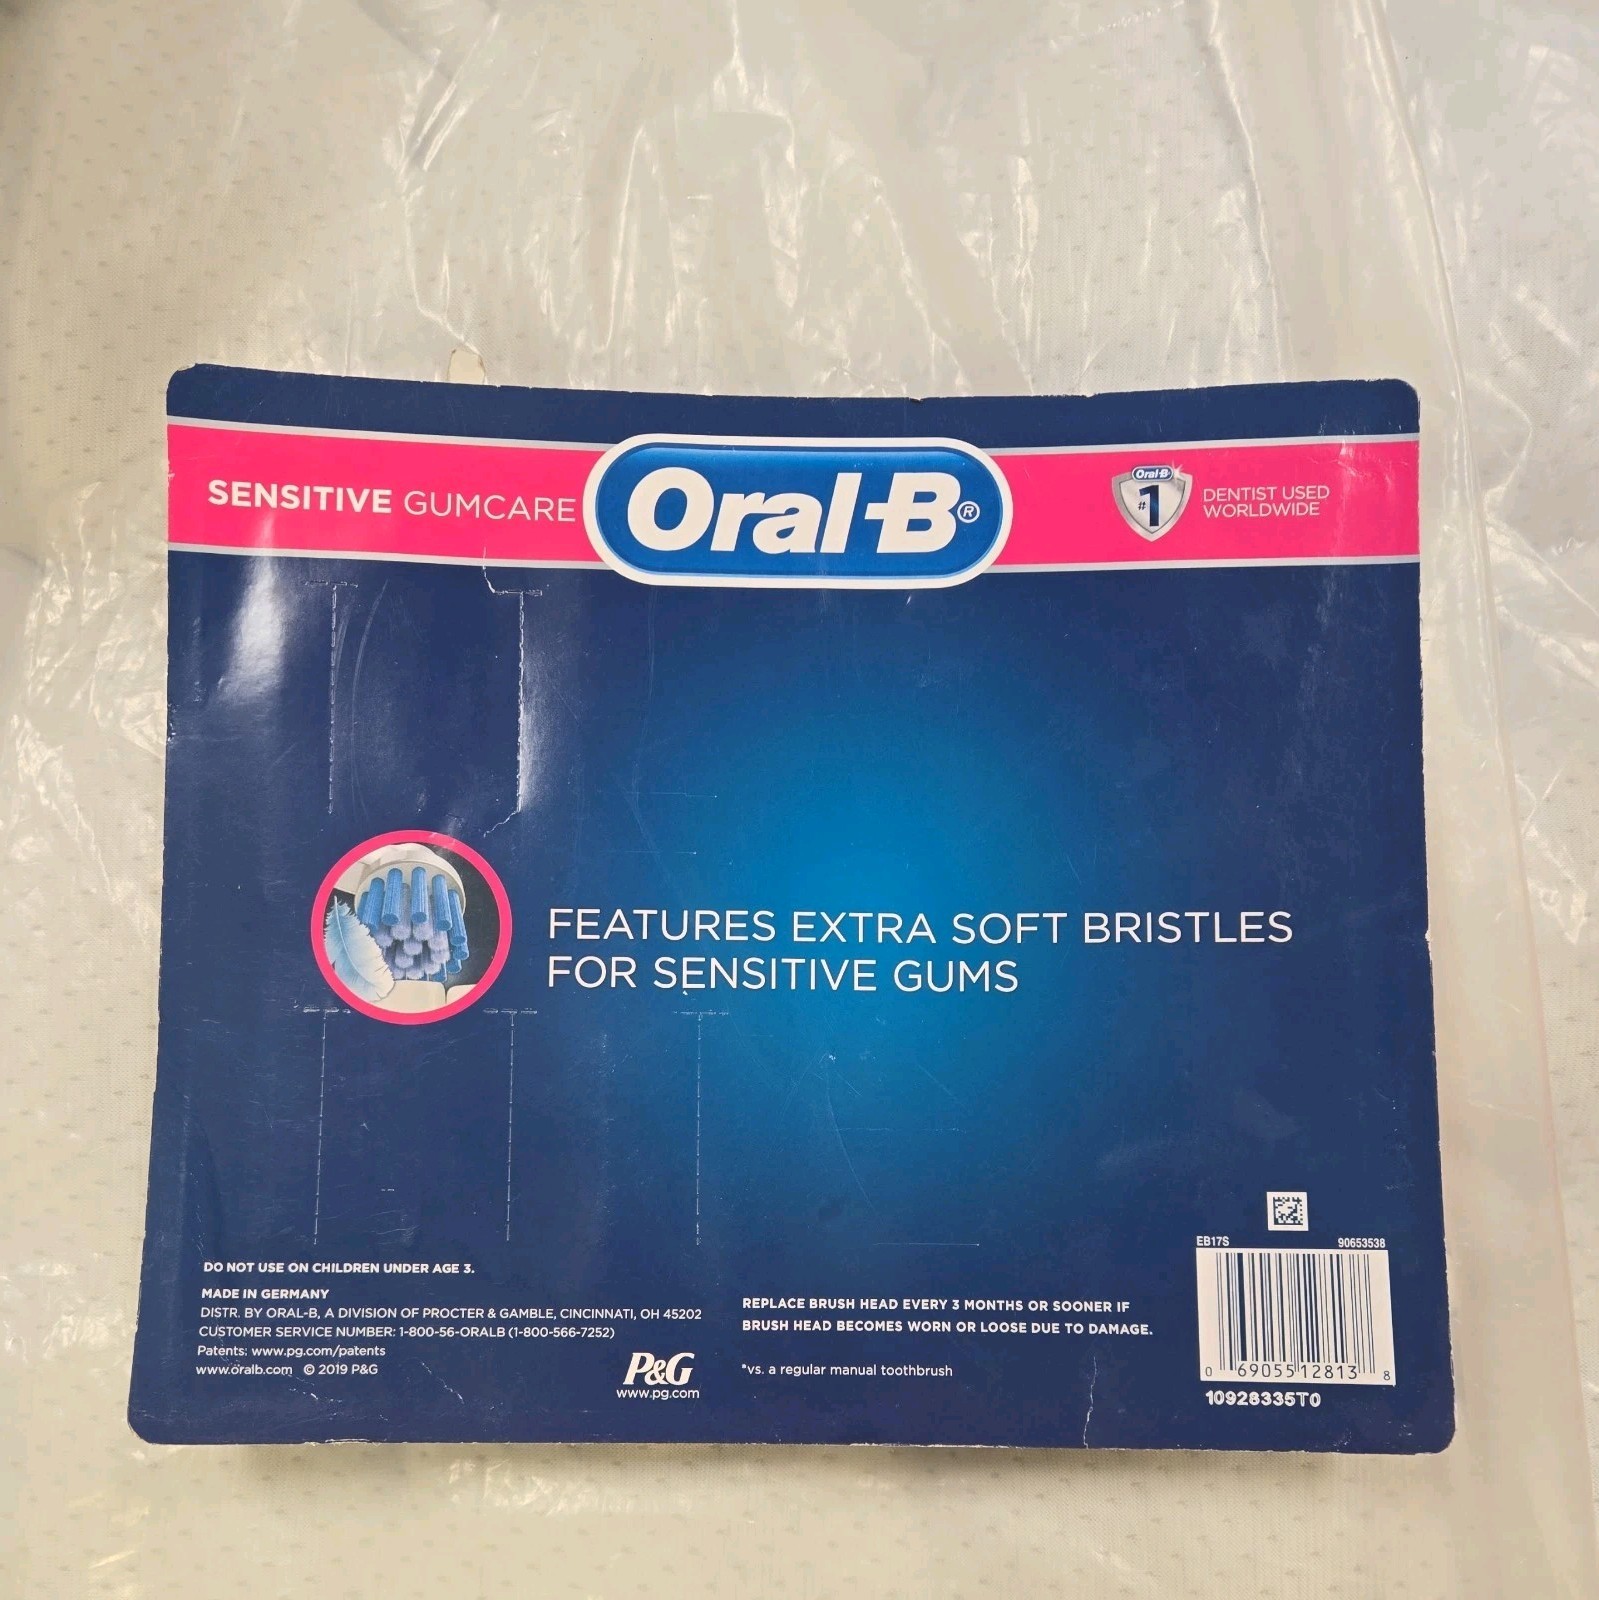 SENSITIVE GUMCARE
Oral-B®
Oral-B
#1
DENTIST USED
WORLDWIDE
FEATURES EXTRA SOFT BRISTLES
FOR SENSITIVE GUMS
DO NOT USE ON CHILDREN UNDER AGE 3.
MADE IN GERMANY
DISTR. BY ORAL-B, A DIVISION OF PROCTER & GAMBLE, CINCINNATI, OH 45202
CUSTOMER SERVICE NUMBER: 1-800-56-ORALB (1-800-566-7252)
Patents: www.pg.com/patents
www.oralb.com © 2019 P&G
P&G
www.pg.com
REPLACE BRUSH HEAD EVERY 3 MONTHS OR SOONER IF
BRUSH HEAD BECOMES WORN OR LOOSE DUE TO DAMAGE.
*vs. a regular manual toothbrush
EB17S 90653538
0 69055 12813 8
10928335T0